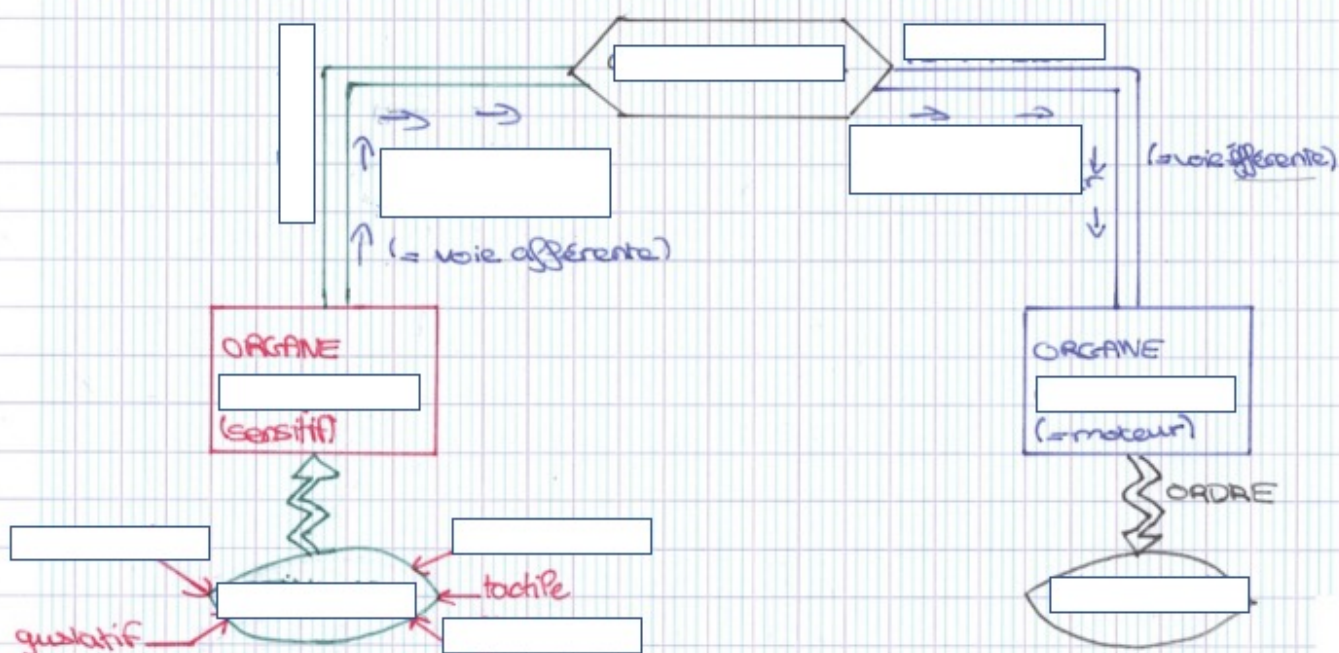 (= voie efférente)
(= voie afférente)
ORGANE
(sensitif)
ORGANE
(=moteur)
ORDRE
tactile
gustatif